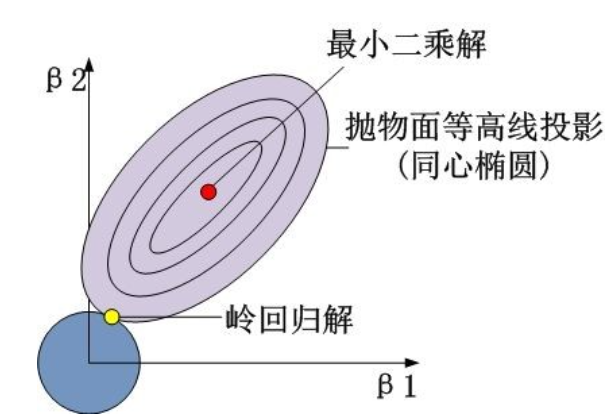 最小二乘解
β2
抛物面等高线投影
(同心椭圆)
岭回归解
β1